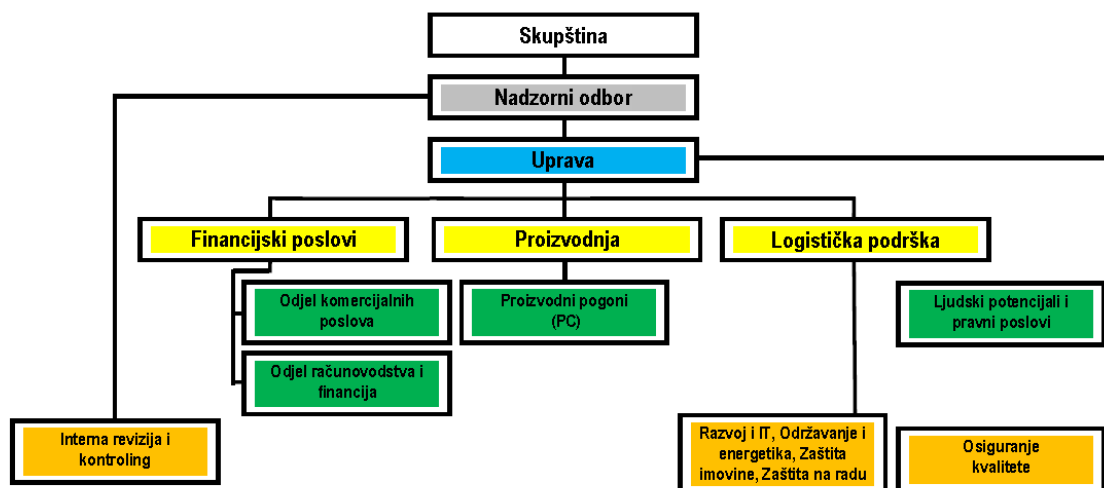 Skupština
Nadzorni odbor
Uprava
Financijski poslovi
Proizvodnja
Logistička podrška
Odjel komercijalnih
poslova
Proizvodni pogoni
(PC)
Ljudski potencijali i
pravni poslovi
Odjel računovodstva i
financija
Interna revizija i
kontroling
Razvoj i IT, Održavanje i
energetika, Zaštita
imovine, Zaštita na radu
Osiguranje
kvalitete